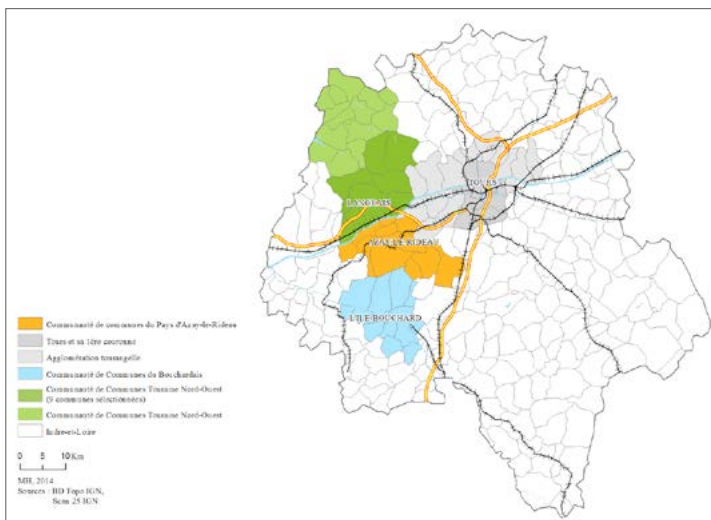 TOURS
LANGEAIS
AZAY-LE-RIDEAU
L'ILE-BOUCHARD
Communauté de communes du Pays d'Azay-le-Rideau
Tours et sa 1ère couronne
Agglomération tourangelle
Communauté de Communes du Bouchardais
Communauté de Communes Touraine Nord-Ouest
(9 communes sélectionnées)
Communauté de Communes Touraine Nord-Ouest
Indre-et-Loire
0 5 10 Km
MH, 2014
Sources : BD Topo IGN,
Scan 25 IGN